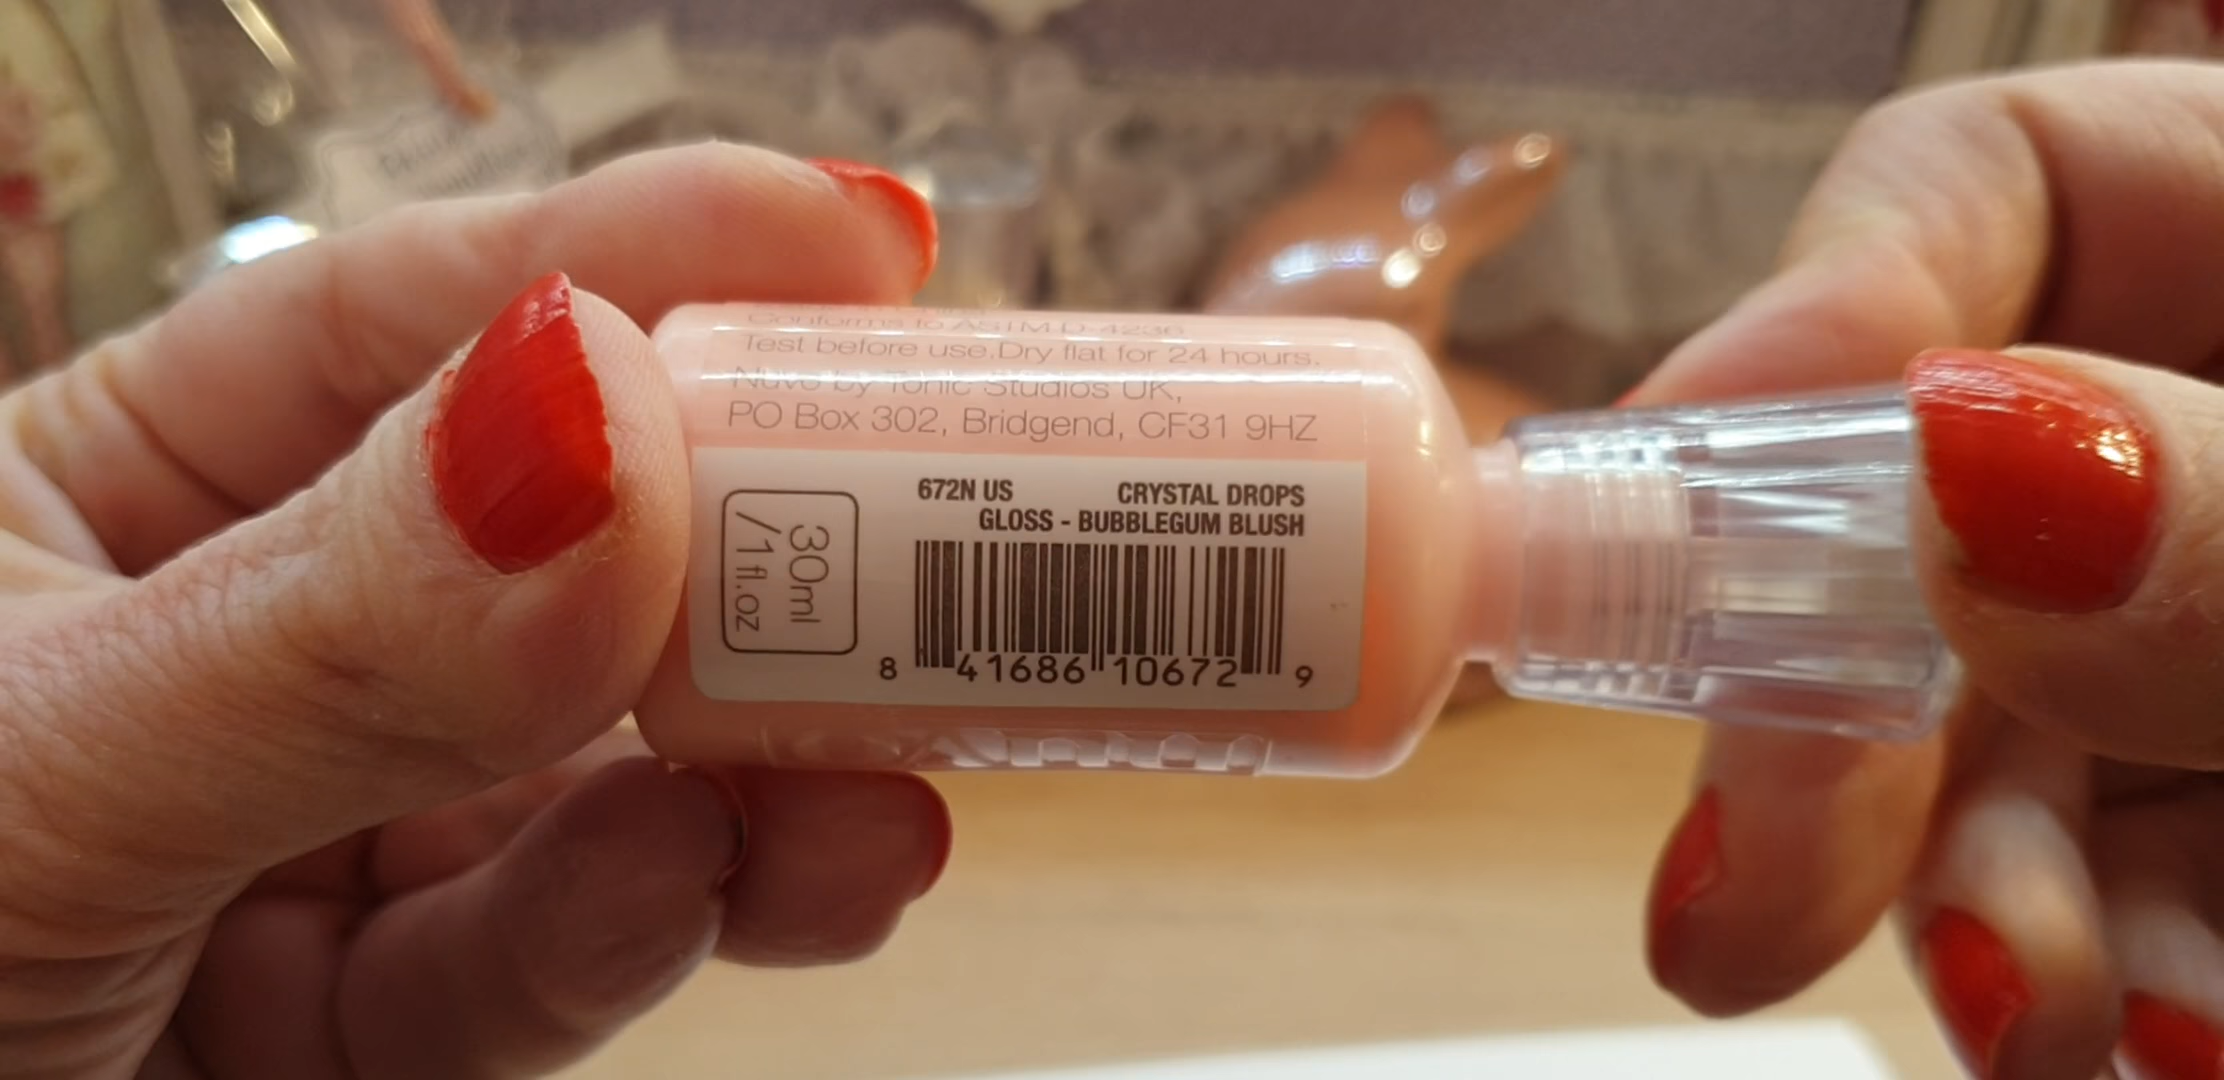 Conforms to ASTM D-4236
Test before use.Dry flat for 24 hours.
Nuvo by Tonic Studios UK,
PO Box 302, Bridgend, CF31 9HZ
672N US CRYSTAL DROPS
GLOSS - BUBBLEGUM BLUSH
30ml
/1fl.oz
8 41686 10672 9